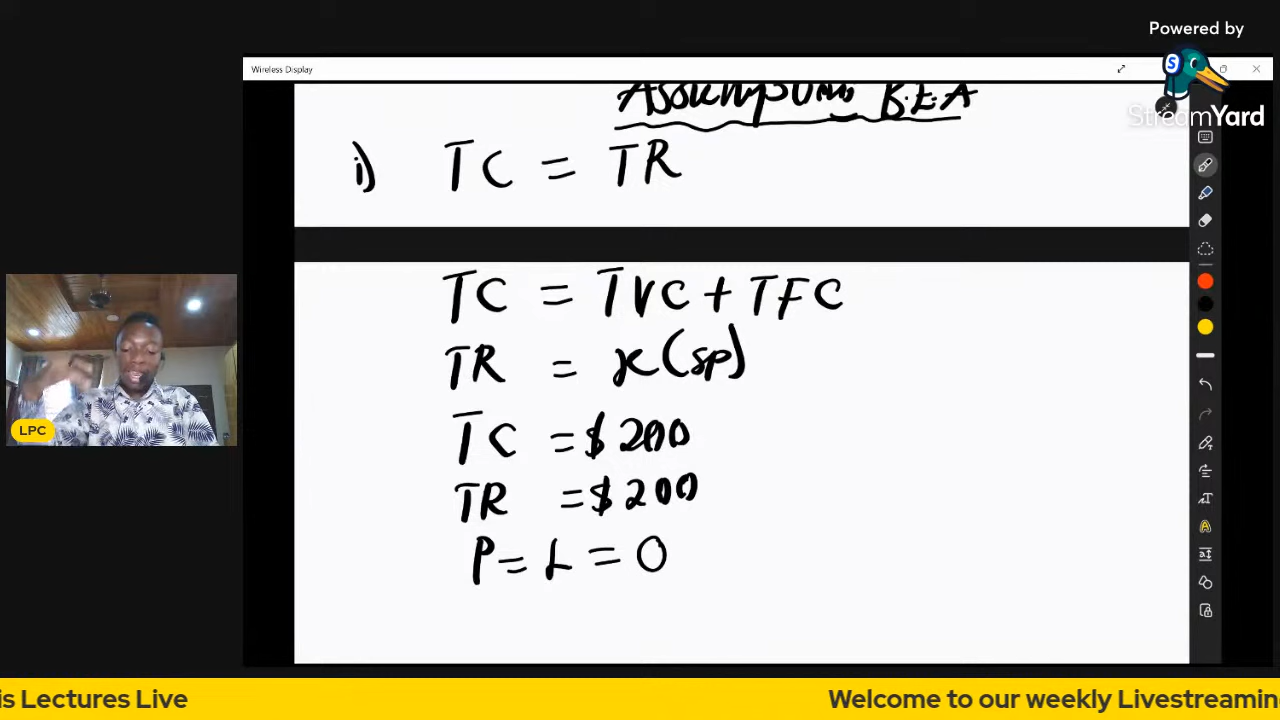 Powered by
StreamYard
Wireless Display
Assumptions B.E.A
i) TC = TR
TC = TVC + TFC
TR = x(sp)
TC = $200
TR = $200
P = L = 0
LPC
is Lectures Live
Welcome to our weekly Livestreamin